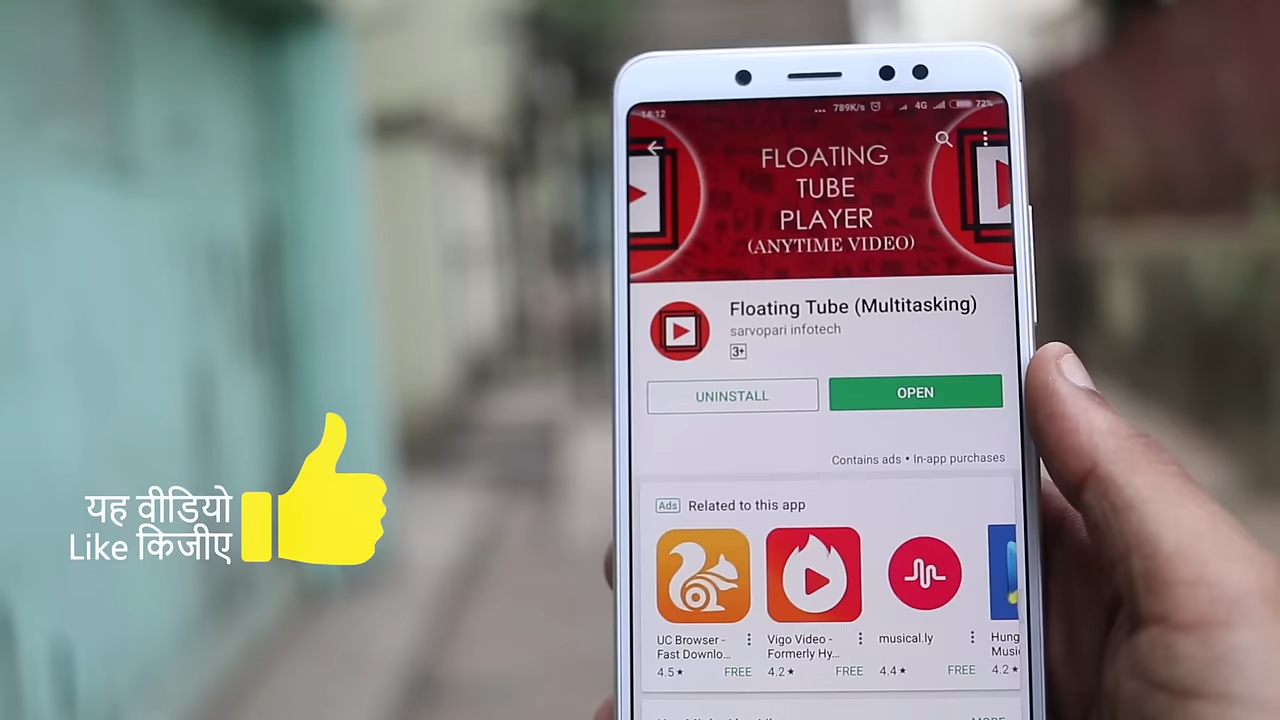 14:12 ... 789K/s 4G 72%
FLOATING
TUBE
PLAYER
(ANYTIME VIDEO)
Floating Tube (Multitasking)
sarvopari infotech
3+
UNINSTALL OPEN
Contains ads • In-app purchases
Ads Related to this app
UC Browser - Vigo Video - musical.ly Hung
Fast Downlo... Formerly Hy... Music
4.5★ FREE 4.2★ FREE 4.4★ FREE 4.2★
यह वीडियो
Like किजीए
MORE